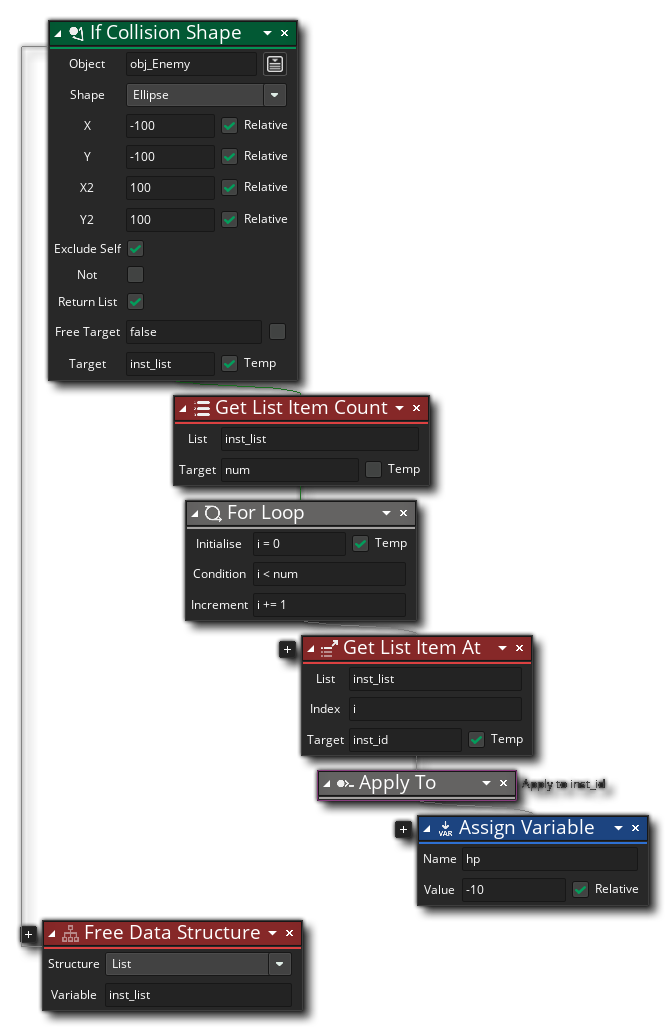 If Collision Shape
Object obj_Enemy
Shape Ellipse
X -100 Relative
Y -100 Relative
X2 100 Relative
Y2 100 Relative
Exclude Self
Not
Return List
Free Target false
Target inst_list Temp
Get List Item Count
List inst_list
Target num Temp
For Loop
Initialise i = 0 Temp
Condition i < num
Increment i += 1
Get List Item At
List inst_list
Index i
Target inst_id Temp
Apply To Apply to inst_id
VAR Assign Variable
Name hp
Value -10 Relative
Free Data Structure
Structure List
Variable inst_list